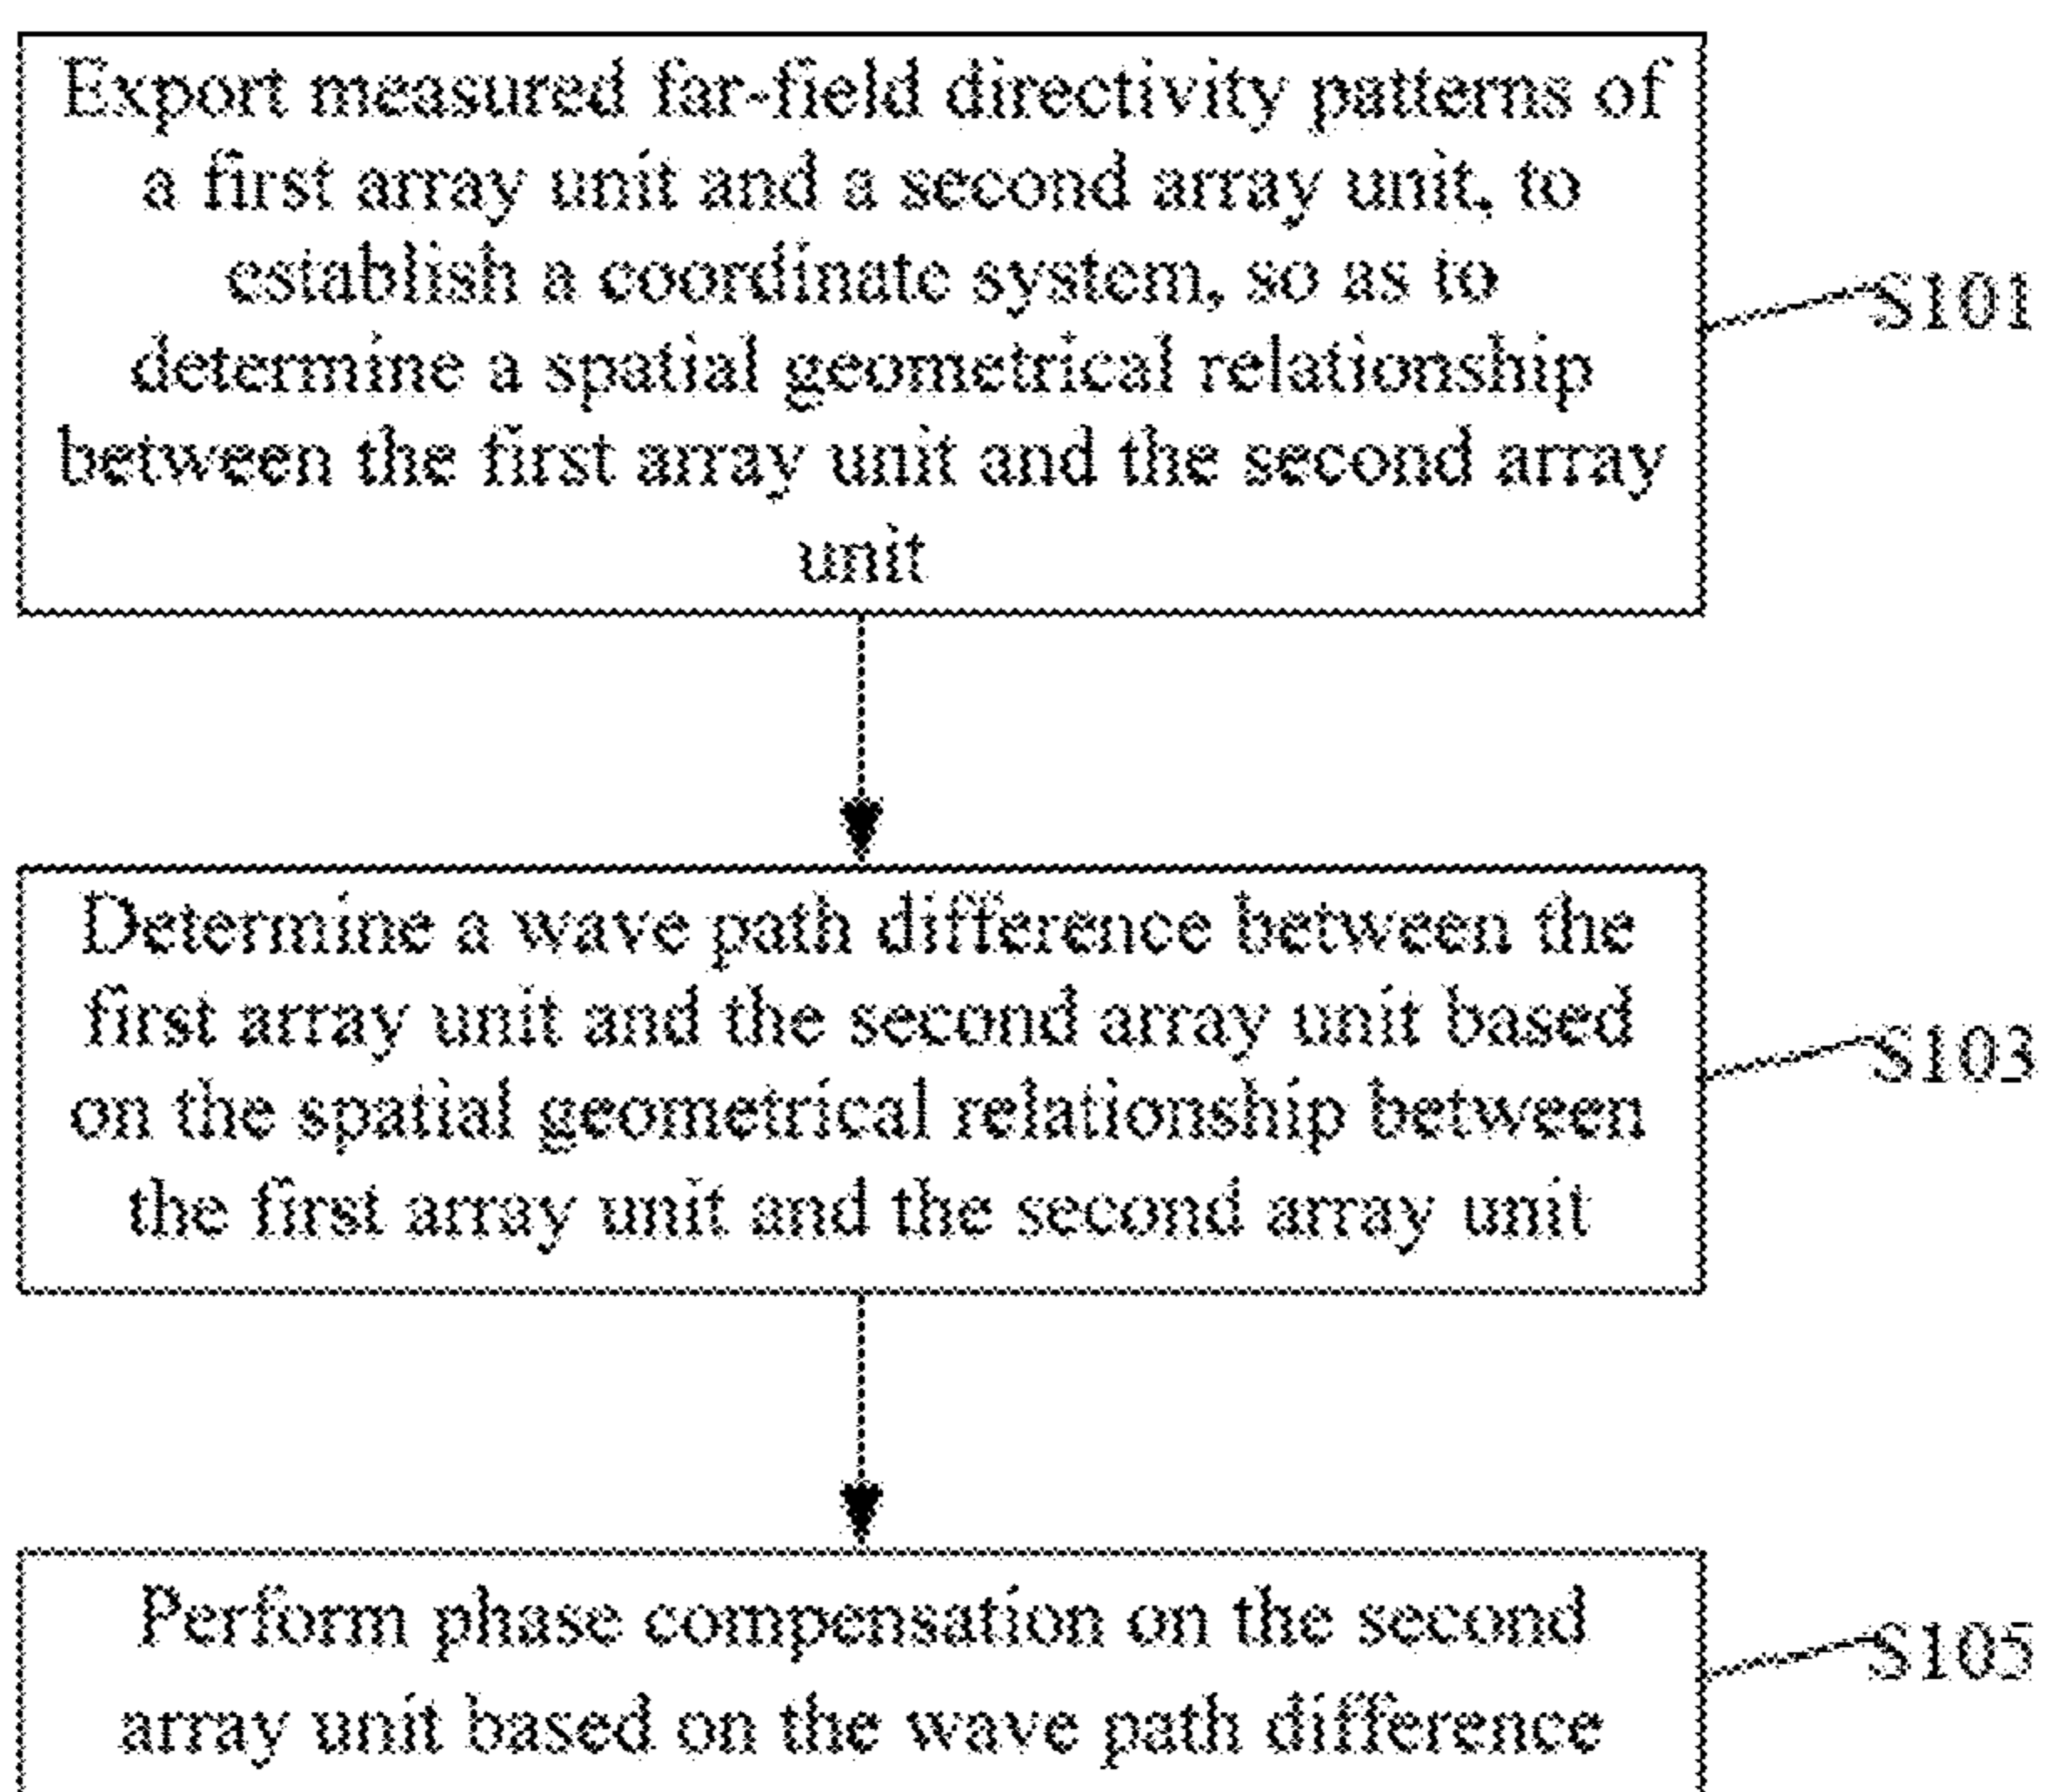 Export measured far-field directivity patterns of
a first array unit and a second array unit, to
establish a coordinate system, so as to
determine a spatial geometrical relationship
between the first array unit and the second array
unit
S101
Determine a wave path difference between the
first array unit and the second array unit based
on the spatial geometrical relationship between
the first array unit and the second array unit
S103
Perform phase compensation on the second
array unit based on the wave path difference
S105